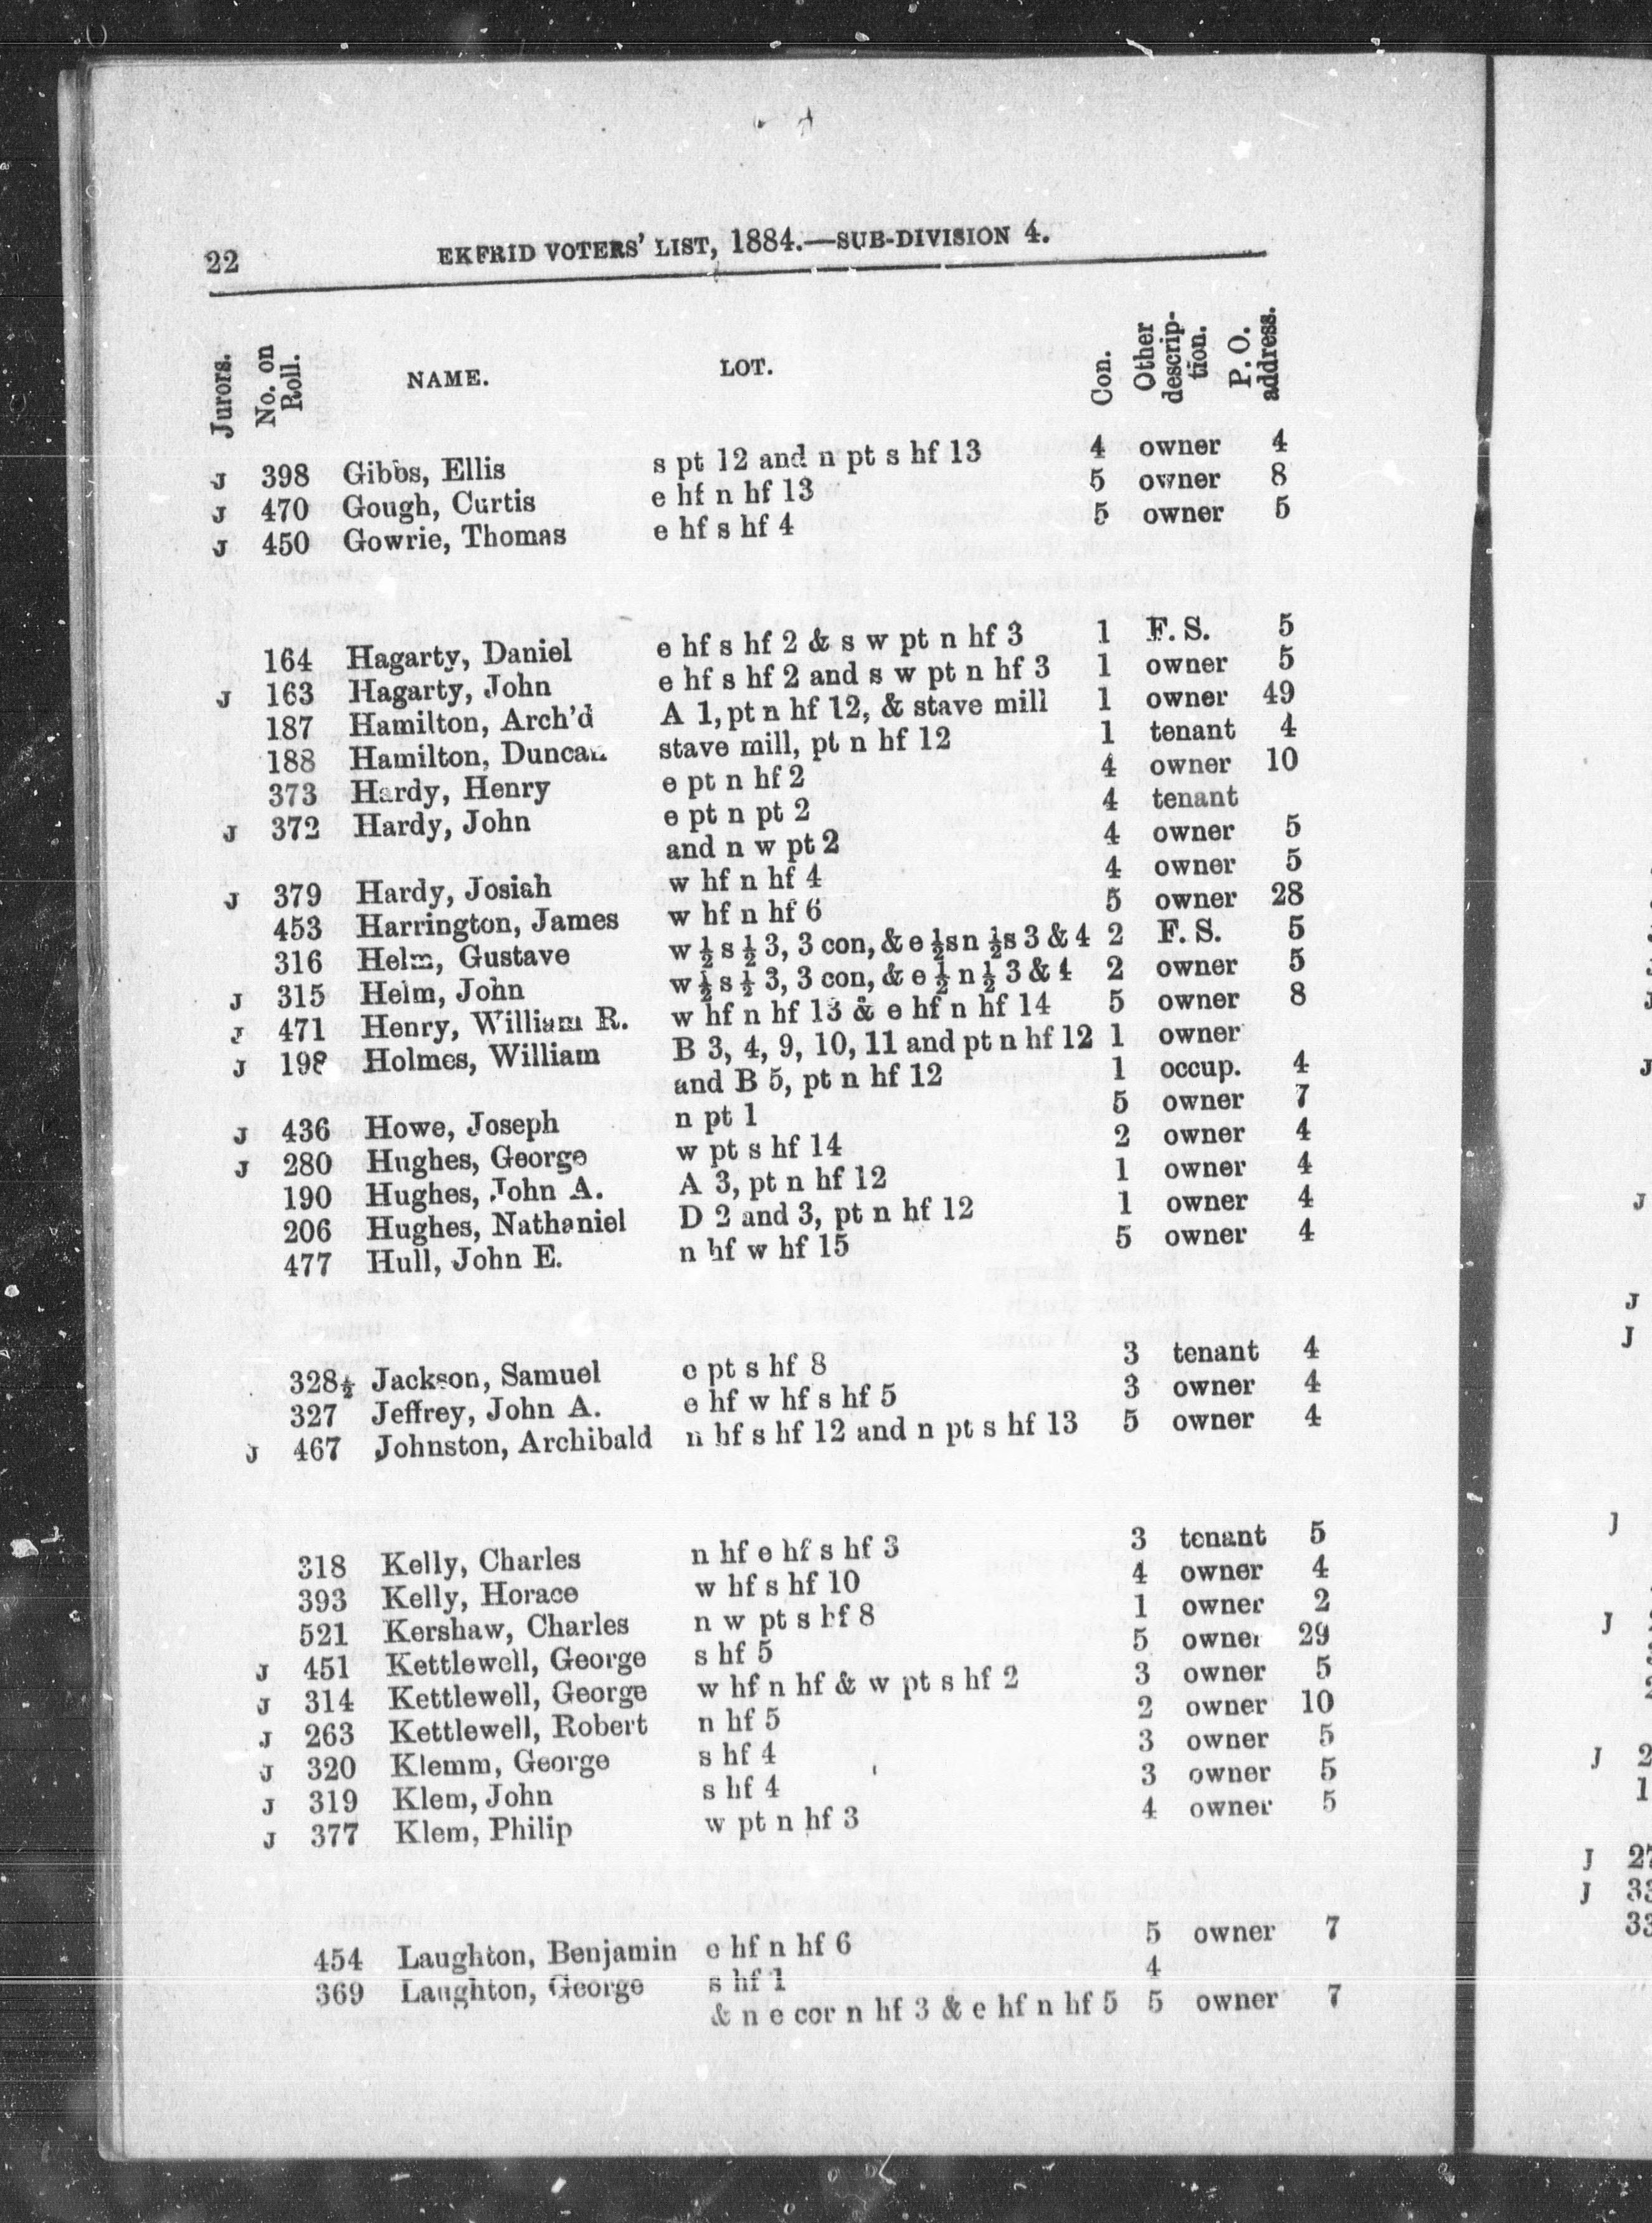 22 EKFRID VOTERS' LIST, 1884.—SUB-DIVISION 4.
Jurors. No. on Roll. NAME. LOT. Con. Other descrip-tion. P. O. address.
J 398 Gibbs, Ellis s pt 12 and n pt s hf 13 4 owner 4
J 470 Gough, Curtis e hf n hf 13 5 owner 8
J 450 Gowrie, Thomas e hf s hf 4 5 owner 5
164 Hagarty, Daniel e hf s hf 2 & s w pt n hf 3 1 F. S. 5
J 163 Hagarty, John e hf s hf 2 and s w pt n hf 3 1 owner 5
187 Hamilton, Arch'd A 1, pt n hf 12, & stave mill 1 owner 49
188 Hamilton, Duncan stave mill, pt n hf 12 1 tenant 4
373 Hardy, Henry e pt n hf 2 4 owner 10
J 372 Hardy, John e pt n pt 2 4 tenant
and n w pt 2 4 owner 5
J 379 Hardy, Josiah w hf n hf 4 4 owner 5
453 Harrington, James w hf n hf 6 5 owner 28
316 Helm, Gustave w ½ s ½ 3, 3 con, & e ½sn ½s 3 & 4 2 F. S. 5
J 315 Helm, John w ½ s ½ 3, 3 con, & e ½ n ½ 3 & 4 2 owner 5
J 471 Henry, William R. w hf n hf 13 & e hf n hf 14 5 owner 8
J 198 Holmes, William B 3, 4, 9, 10, 11 and pt n hf 12 1 owner
and B 5, pt n hf 12 1 occup. 4
J 436 Howe, Joseph n pt 1 5 owner 7
J 280 Hughes, George w pt s hf 14 2 owner 4
190 Hughes, John A. A 3, pt n hf 12 1 owner 4
206 Hughes, Nathaniel D 2 and 3, pt n hf 12 1 owner 4
477 Hull, John E. n hf w hf 15 5 owner 4
328½ Jackson, Samuel c pt s hf 8 3 tenant 4
327 Jeffrey, John A. e hf w hf s hf 5 3 owner 4
J 467 Johnston, Archibald n hf s hf 12 and n pt s hf 13 5 owner 4
318 Kelly, Charles n hf e hf s hf 3 3 tenant 5
393 Kelly, Horace w hf s hf 10 4 owner 4
521 Kershaw, Charles n w pt s hf 8 1 owner 2
J 451 Kettlewell, George s hf 5 5 owner 29
J 314 Kettlewell, George w hf n hf & w pt s hf 2 3 owner 5
J 263 Kettlewell, Robert n hf 5 2 owner 10
J 320 Klemm, George s hf 4 3 owner 5
J 319 Klem, John s hf 4 3 owner 5
J 377 Klem, Philip w pt n hf 3 4 owner 5
454 Laughton, Benjamin e hf n hf 6 5 owner 7
369 Laughton, George s hf 1 4
& n e cor n hf 3 & e hf n hf 5 5 owner 7